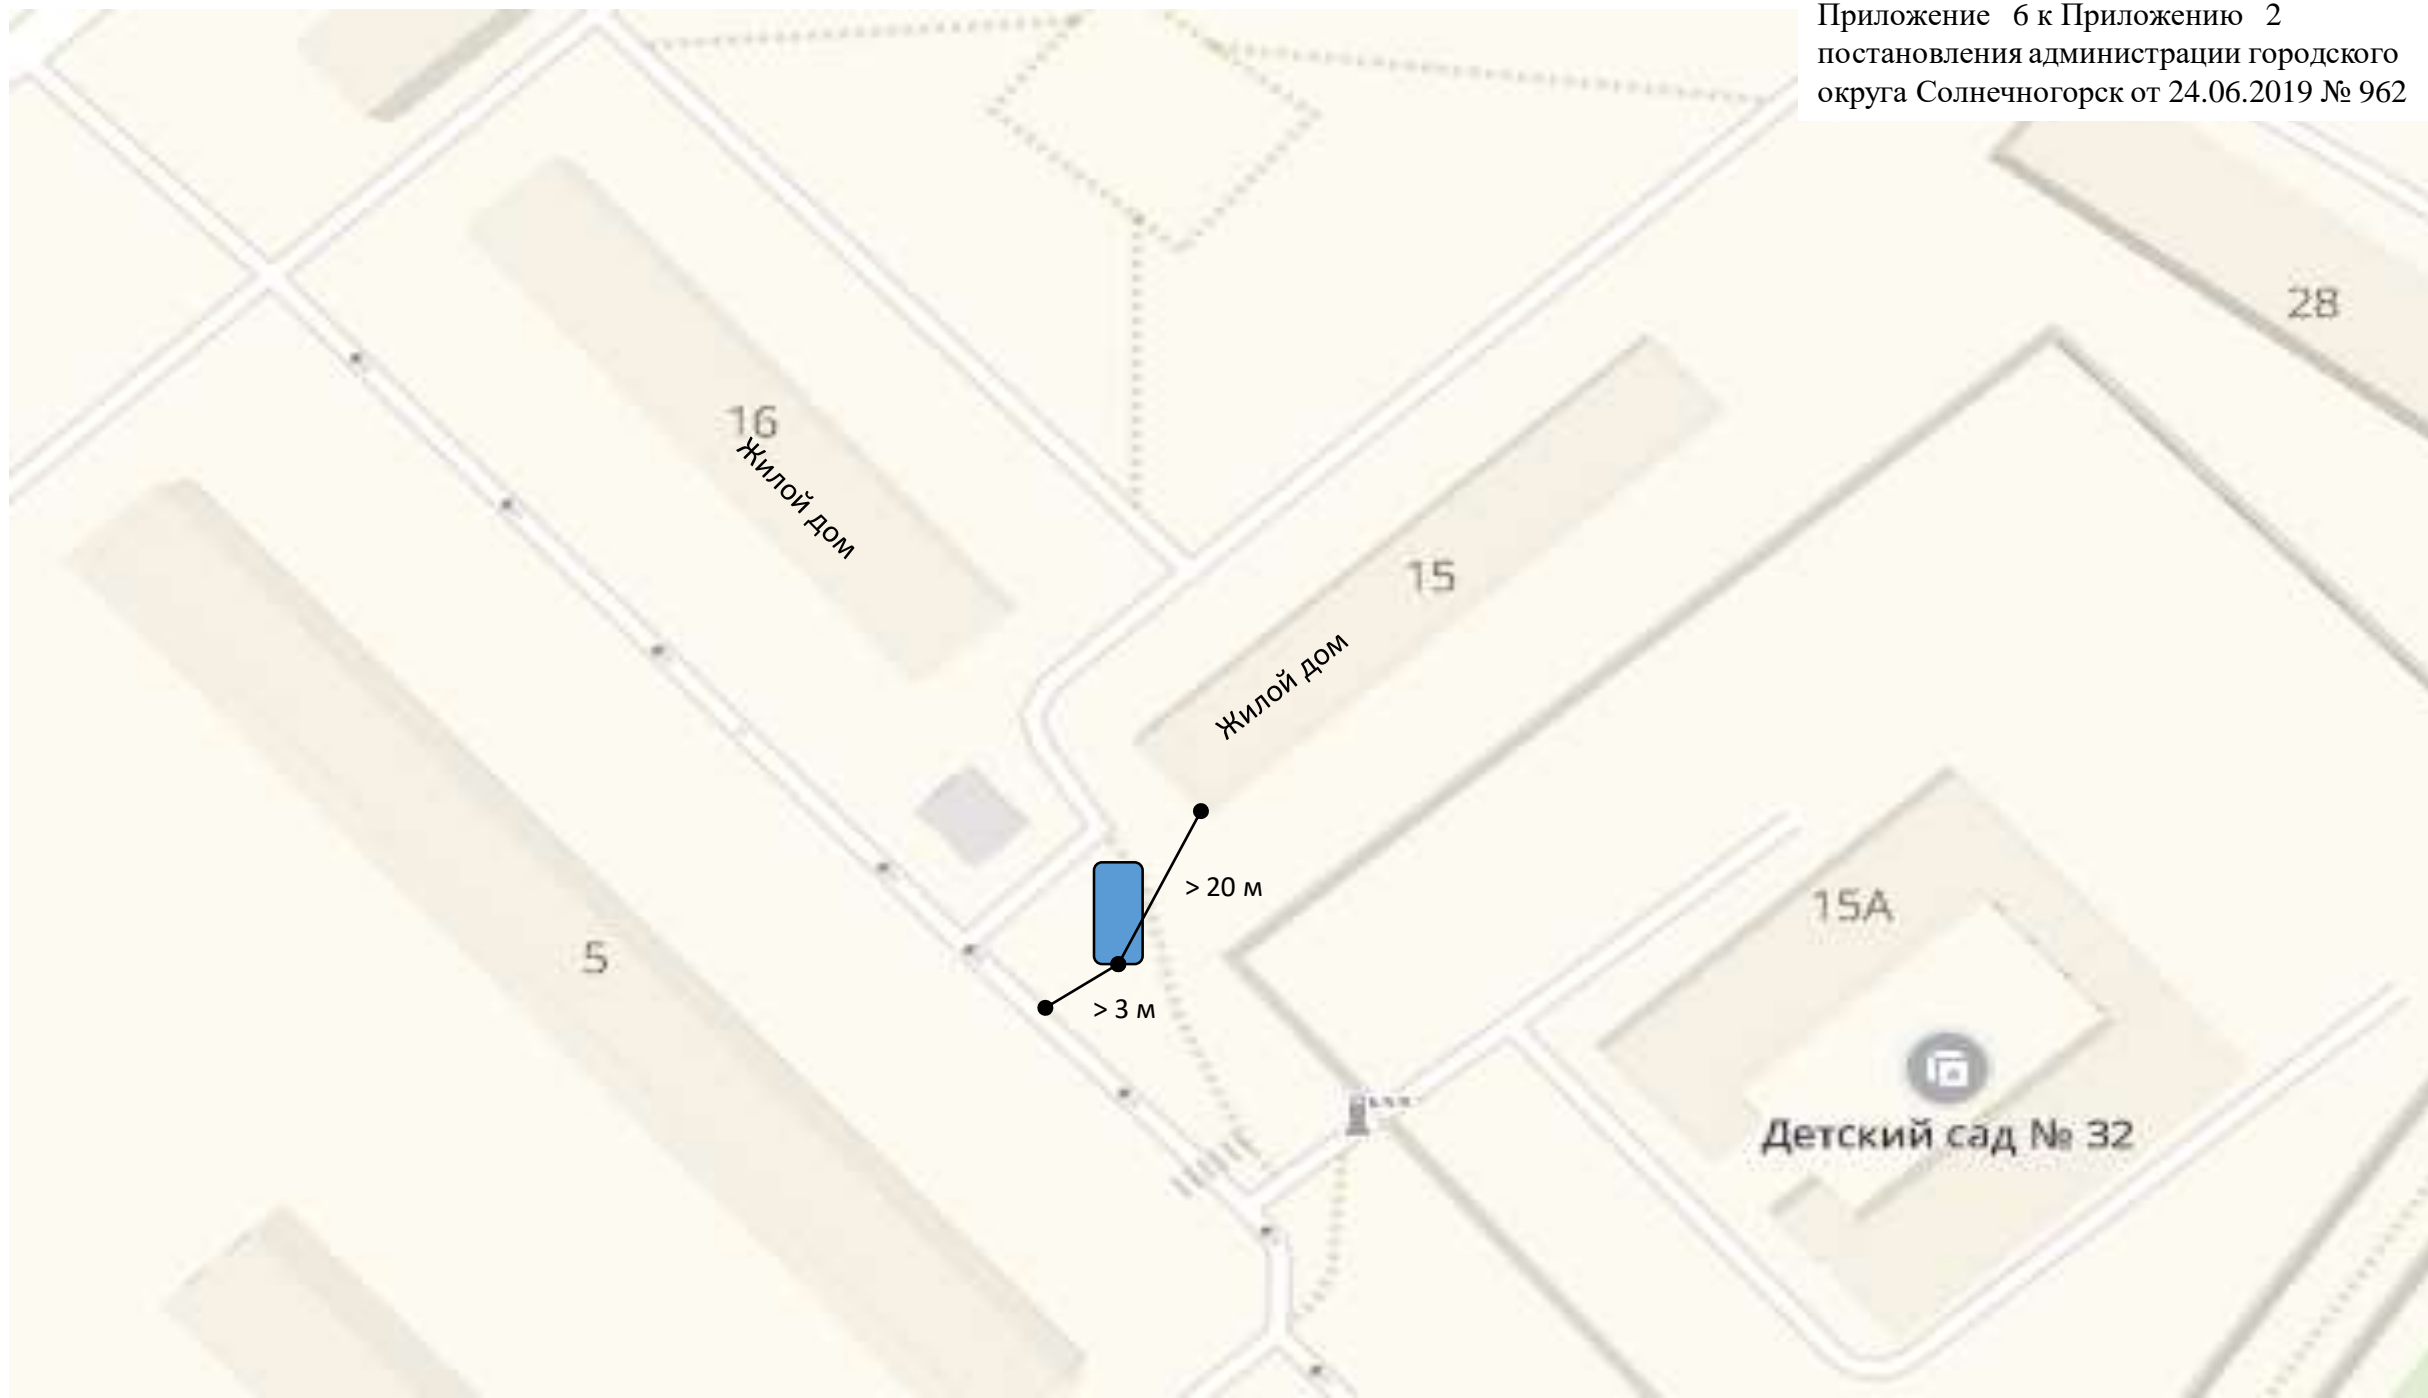 Приложение 6 к Приложению 2
постановления администрации городского
округа Солнечногорск от 24.06.2019 № 962
28
16
Жилой дом
15
Жилой дом
> 20 м
15А
5
> 3 м
Детский сад № 32